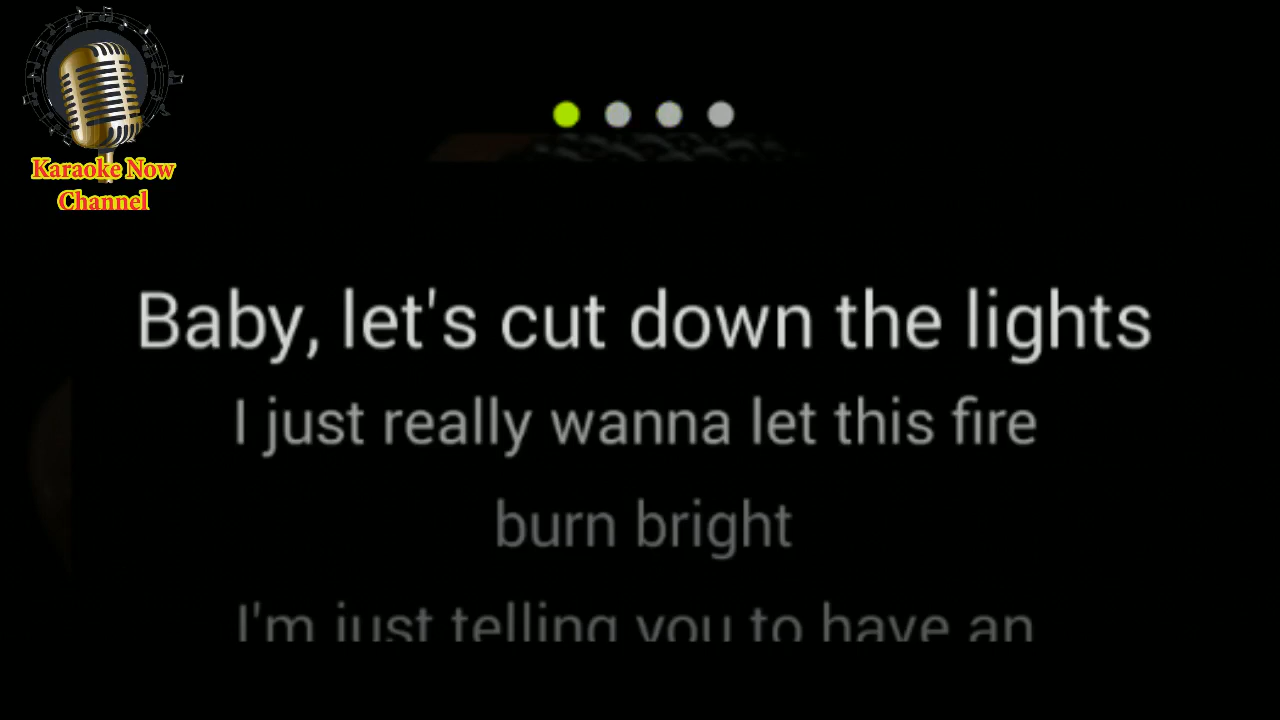 Karaoke Now
Channel
Baby, let's cut down the lights
I just really wanna let this fire
burn bright
I'm just telling you to have an